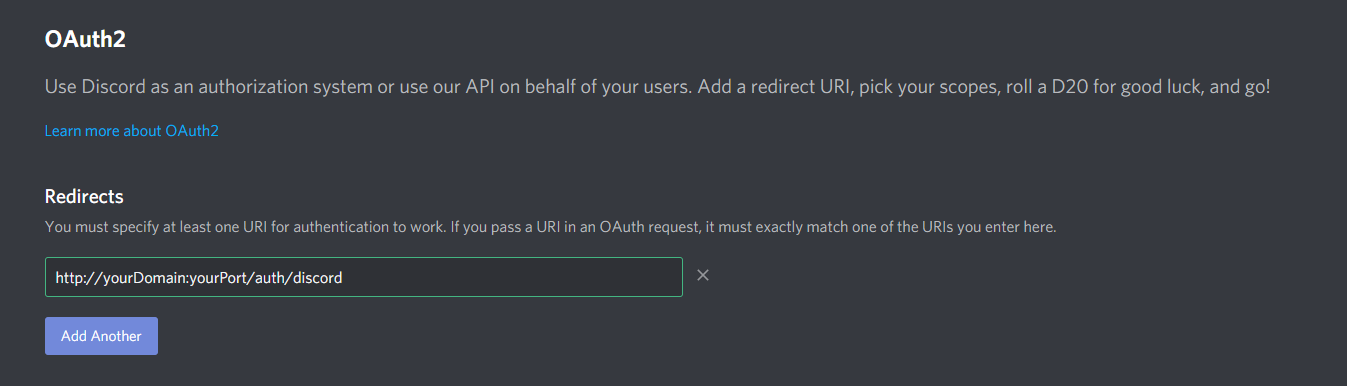 OAuth2
Use Discord as an authorization system or use our API on behalf of your users. Add a redirect URI, pick your scopes, roll a D20 for good luck, and go!
Learn more about OAuth2
Redirects
You must specify at least one URI for authentication to work. If you pass a URI in an OAuth request, it must exactly match one of the URIs you enter here.
http://yourDomain:yourPort/auth/discord
Add Another